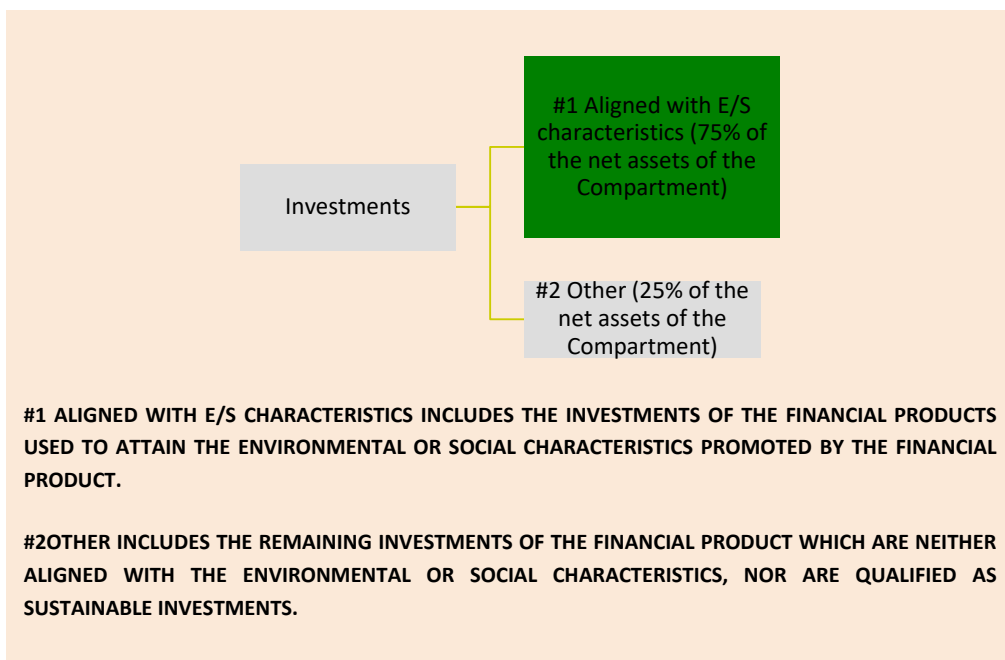 #1 Aligned with E/S
characteristics (75% of
the net assets of the
Compartment)
Investments
#2 Other (25% of the
net assets of the
Compartment)
#1 ALIGNED WITH E/S CHARACTERISTICS INCLUDES THE INVESTMENTS OF THE FINANCIAL PRODUCTS
USED TO ATTAIN THE ENVIRONMENTAL OR SOCIAL CHARACTERISTICS PROMOTED BY THE FINANCIAL
PRODUCT.
#2OTHER INCLUDES THE REMAINING INVESTMENTS OF THE FINANCIAL PRODUCT WHICH ARE NEITHER
ALIGNED WITH THE ENVIRONMENTAL OR SOCIAL CHARACTERISTICS, NOR ARE QUALIFIED AS
SUSTAINABLE INVESTMENTS.